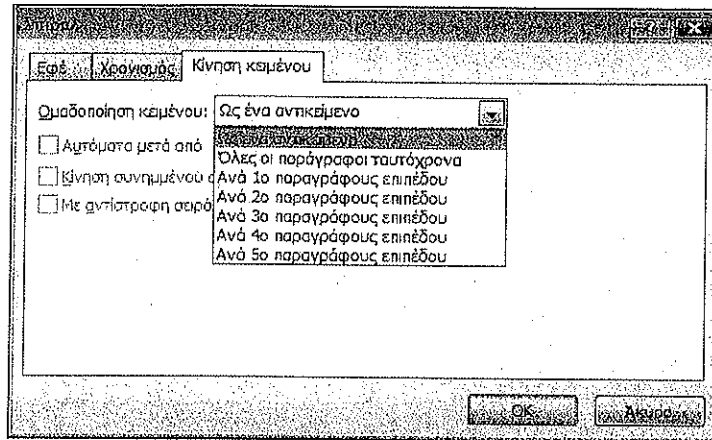 Εφέ Χρονισμός Κίνηση κειμένου
Ομαδοποίηση κειμένου: Ως ένα αντικείμενο
Αυτόματα μετά από
Όλες οι παράγραφοι ταυτόχρονα
Κίνηση συνημμένου
Ανά 1ο παραγράφους επιπέδου
Ανά 2ο παραγράφους επιπέδου
Με αντίστροφη σειρά
Ανά 3ο παραγράφους επιπέδου
Ανά 4ο παραγράφους επιπέδου
Ανά 5ο παραγράφους επιπέδου
OK Άκυρο